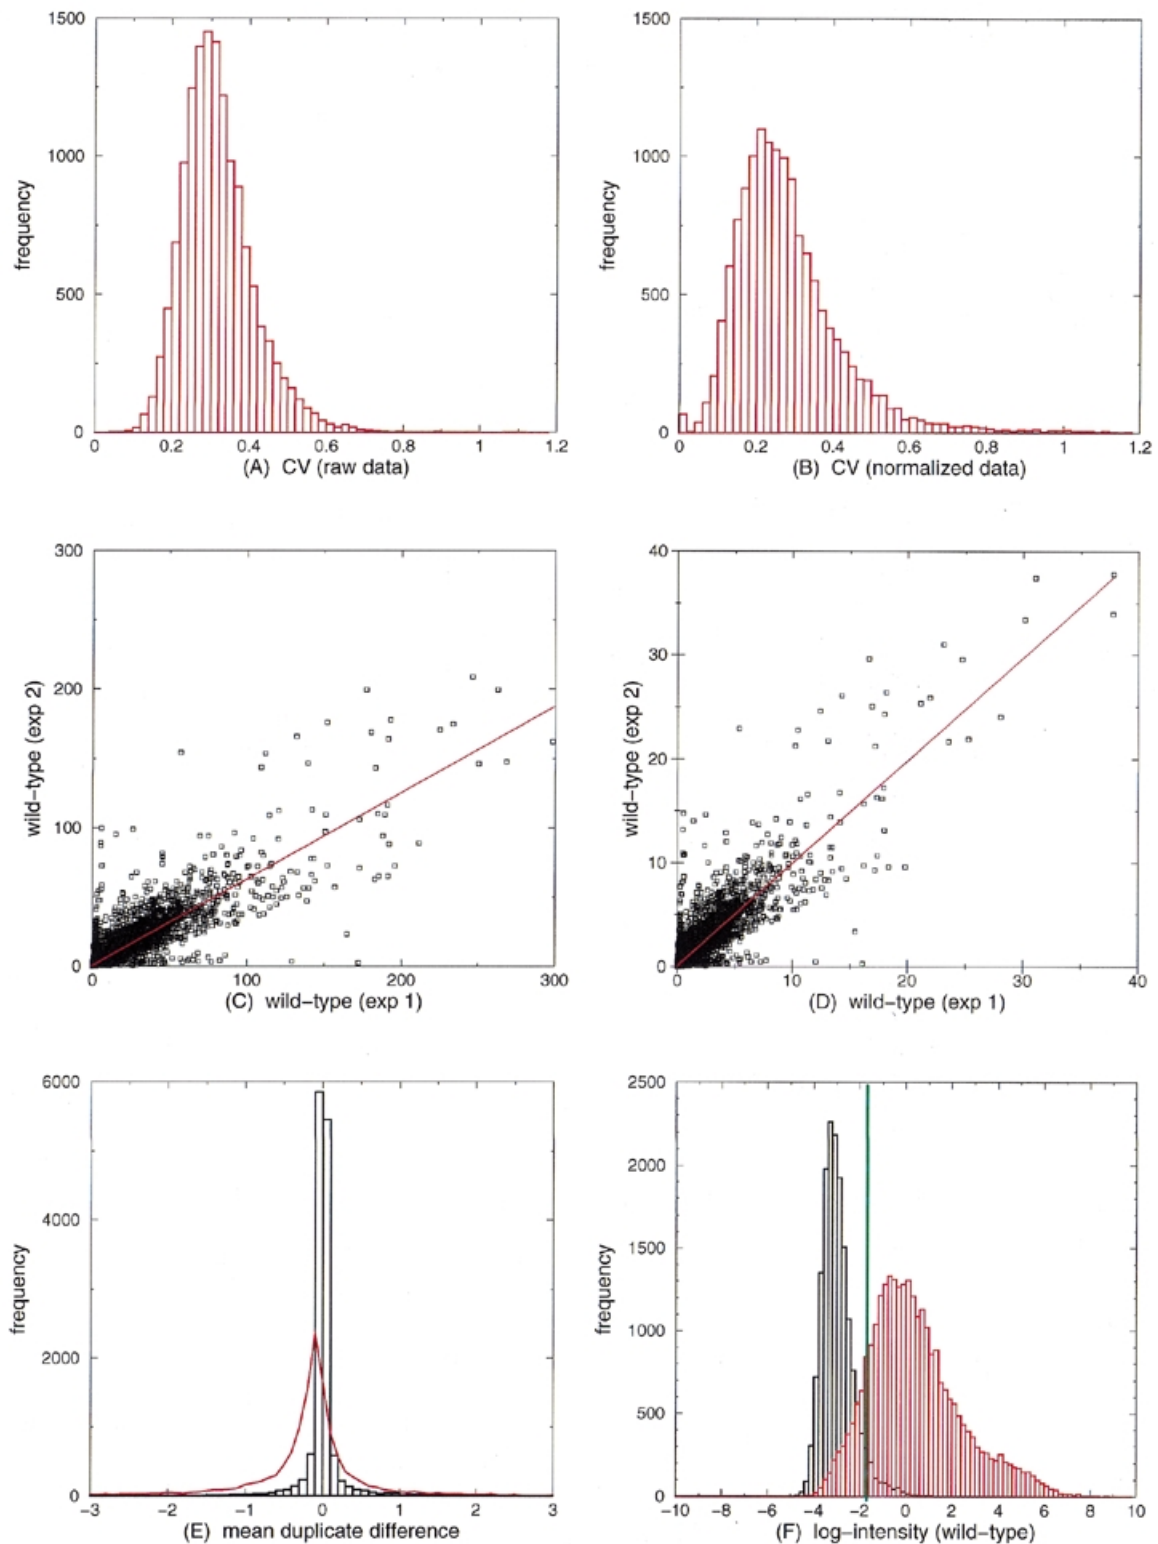 1500
1000
500
0
frequency
0 0.2 0.4 0.6 0.8 1 1.2
(A) CV (raw data)
1500
1000
500
0
frequency
0 0.2 0.4 0.6 0.8 1 1.2
(B) CV (normalized data)
300
200
100
0
wild−type (exp 2)
0 100 200 300
(C) wild−type (exp 1)
40
30
20
10
0
wild−type (exp 2)
0 10 20 30 40
(D) wild−type (exp 1)
6000
4000
2000
0
frequency
−3 −2 −1 0 1 2 3
(E) mean duplicate difference
2500
2000
1500
1000
500
0
frequency
−10 −8 −6 −4 −2 0 2 4 6 8 10
(F) log−intensity (wild−type)